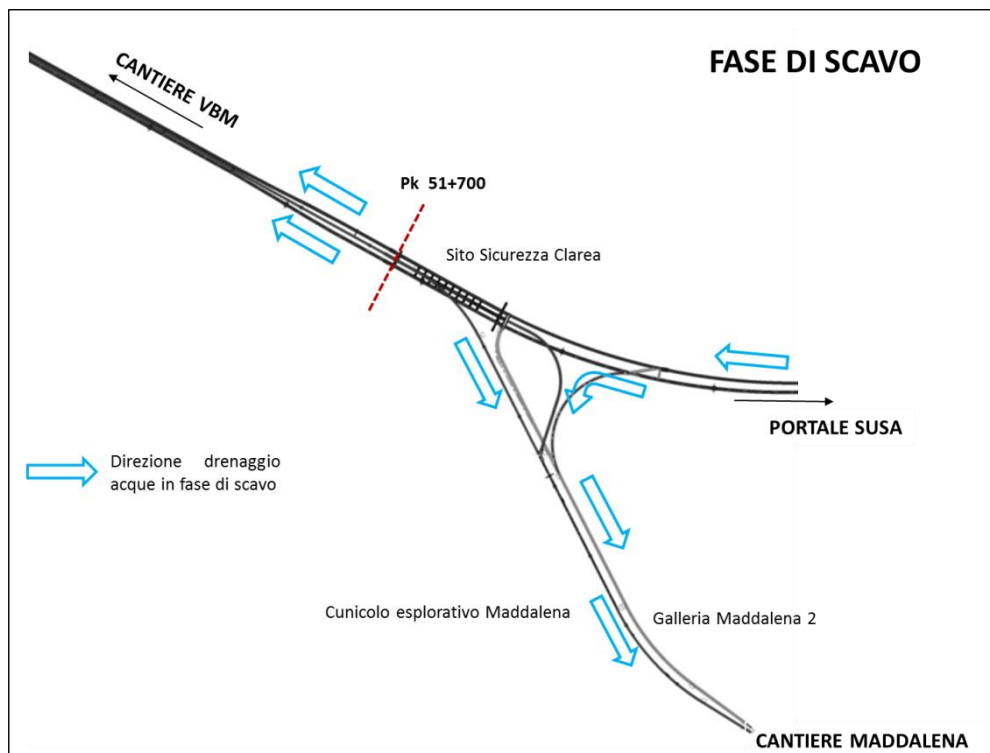 FASE DI SCAVO
CANTIERE VBM
Pk 51+700
Sito Sicurezza Clarea
PORTALE SUSA
Direzione drenaggio
acque in fase di scavo
Cunicolo esplorativo Maddalena
Galleria Maddalena 2
CANTIERE MADDALENA